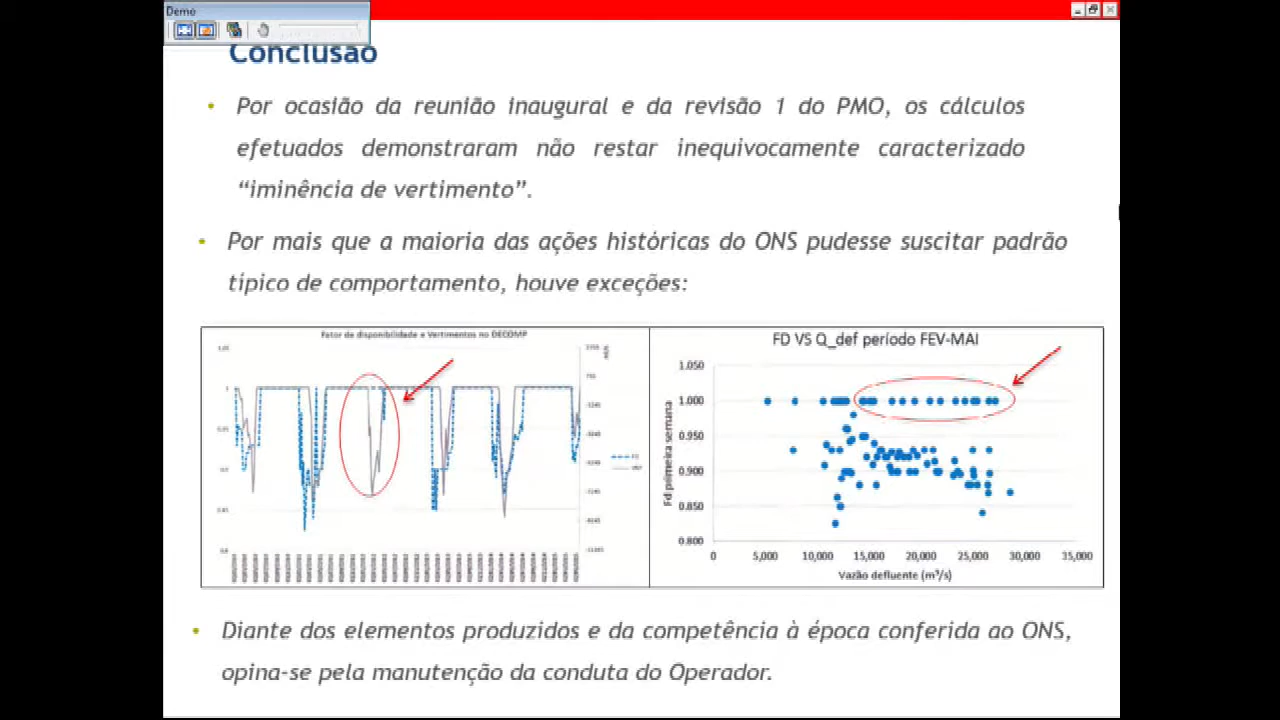 Demo
Conclusão
• Por ocasião da reunião inaugural e da revisão 1 do PMO, os cálculos
efetuados demonstraram não restar inequivocamente caracterizado
“iminência de vertimento”.
• Por mais que a maioria das ações históricas do ONS pudesse suscitar padrão
típico de comportamento, houve exceções:
Fator de disponibilidade e Vertimentos no DECOMP
FD VS Q_def período FEV-MAI
Fd primeira semana
1.050
1.000
0.950
0.900
0.850
0.800
0 5,000 10,000 15,000 20,000 25,000 30,000 35,000
Vazão defluente (m³/s)
• Diante dos elementos produzidos e da competência à época conferida ao ONS,
opina-se pela manutenção da conduta do Operador.